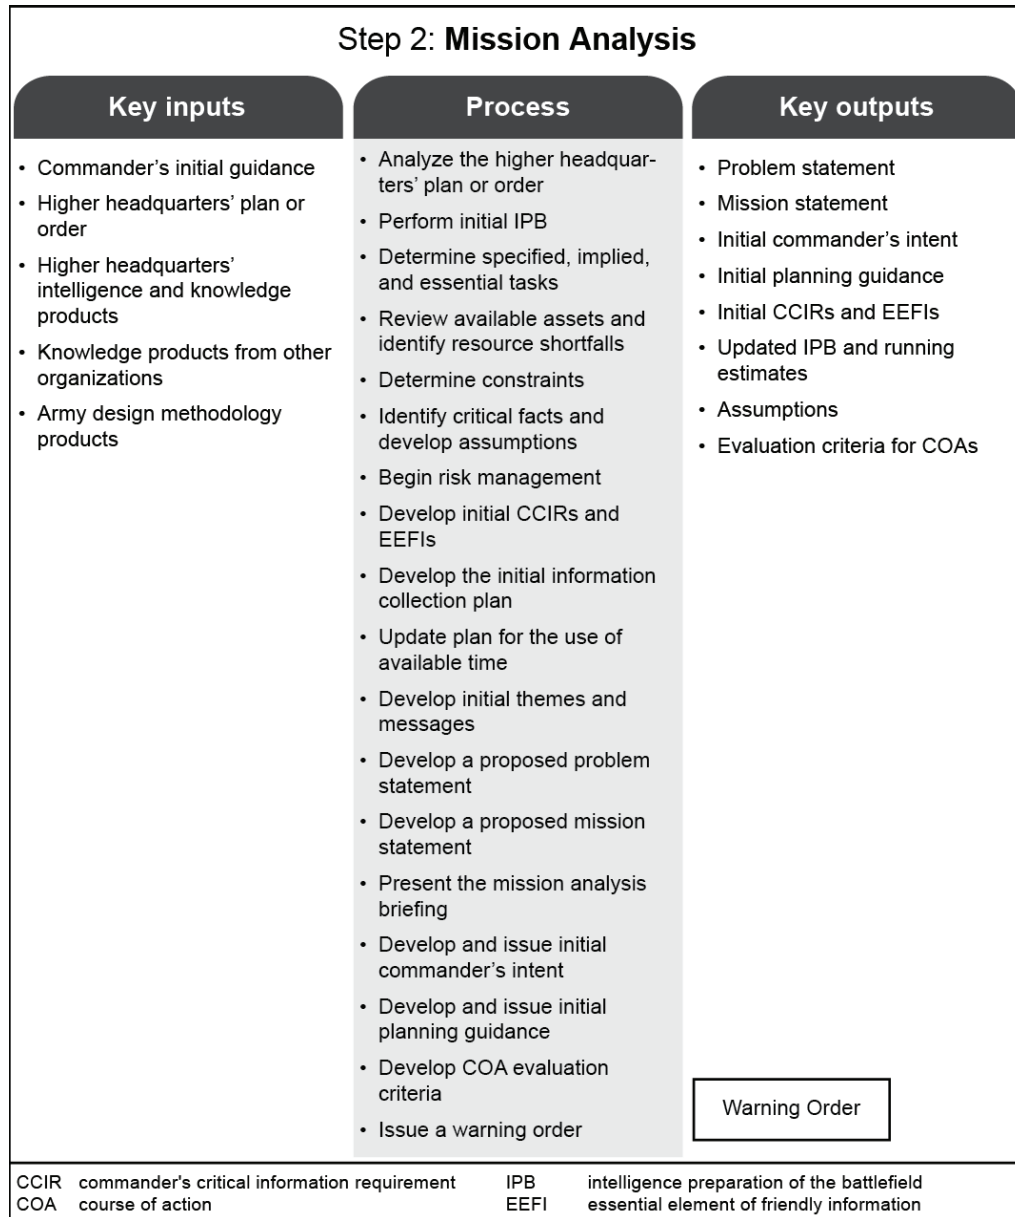 Step 2: Mission Analysis
Key inputs
• Commander’s initial guidance
• Higher headquarters’ plan or
order
• Higher headquarters’
intelligence and knowledge
products
• Knowledge products from other
organizations
• Army design methodology
products
Process
• Analyze the higher headquar-
ters’ plan or order
• Perform initial IPB
• Determine specified, implied,
and essential tasks
• Review available assets and
identify resource shortfalls
• Determine constraints
• Identify critical facts and
develop assumptions
• Begin risk management
• Develop initial CCIRs and
EEFIs
• Develop the initial information
collection plan
• Update plan for the use of
available time
• Develop initial themes and
messages
• Develop a proposed problem
statement
• Develop a proposed mission
statement
• Present the mission analysis
briefing
• Develop and issue initial
commander’s intent
• Develop and issue initial
planning guidance
• Develop COA evaluation
criteria
• Issue a warning order
Key outputs
• Problem statement
• Mission statement
• Initial commander’s intent
• Initial planning guidance
• Initial CCIRs and EEFIs
• Updated IPB and running
estimates
• Assumptions
• Evaluation criteria for COAs
Warning Order
CCIR commander's critical information requirement
COA course of action
IPB intelligence preparation of the battlefield
EEFI essential element of friendly information